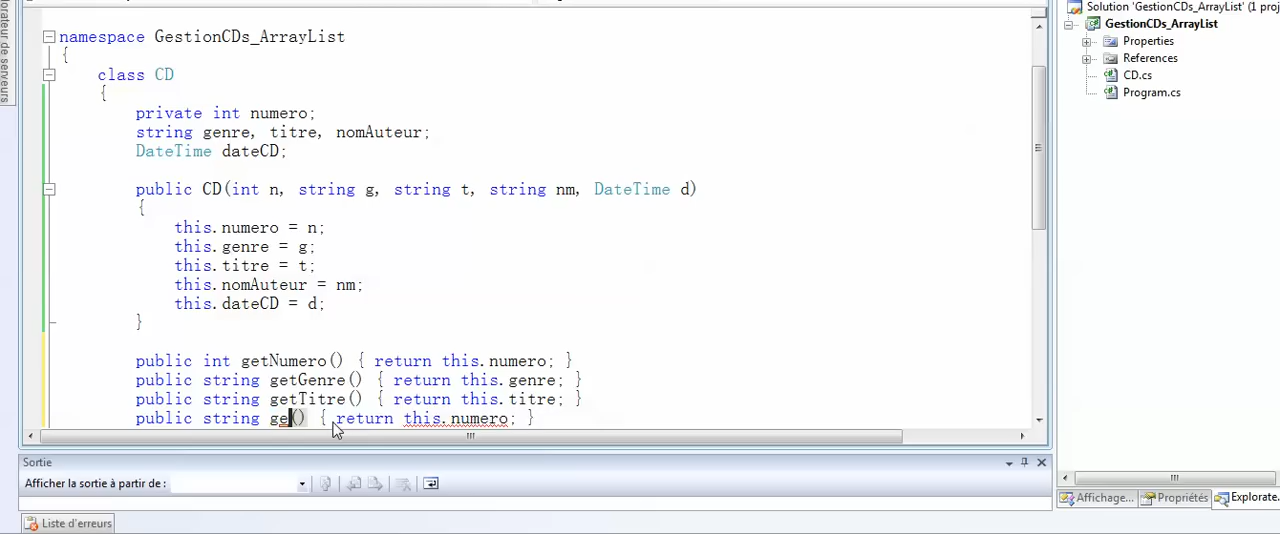 Solution 'GestionCDs_ArrayList' (1 proj
GestionCDs_ArrayList
Properties
References
CD.cs
Program.cs
namespace GestionCDs_ArrayList
{
class CD
{
private int numero;
string genre, titre, nomAuteur;
DateTime dateCD;
public CD(int n, string g, string t, string nm, DateTime d)
{
this.numero = n;
this.genre = g;
this.titre = t;
this.nomAuteur = nm;
this.dateCD = d;
}
public int getNumero() { return this.numero; }
public string getGenre() { return this.genre; }
public string getTitre() { return this.titre; }
public string ge() { return this.numero; }
Sortie
Afficher la sortie à partir de :
Liste d'erreurs
Affichage...
Propriétés
Explorate.
lorateur de serveurs